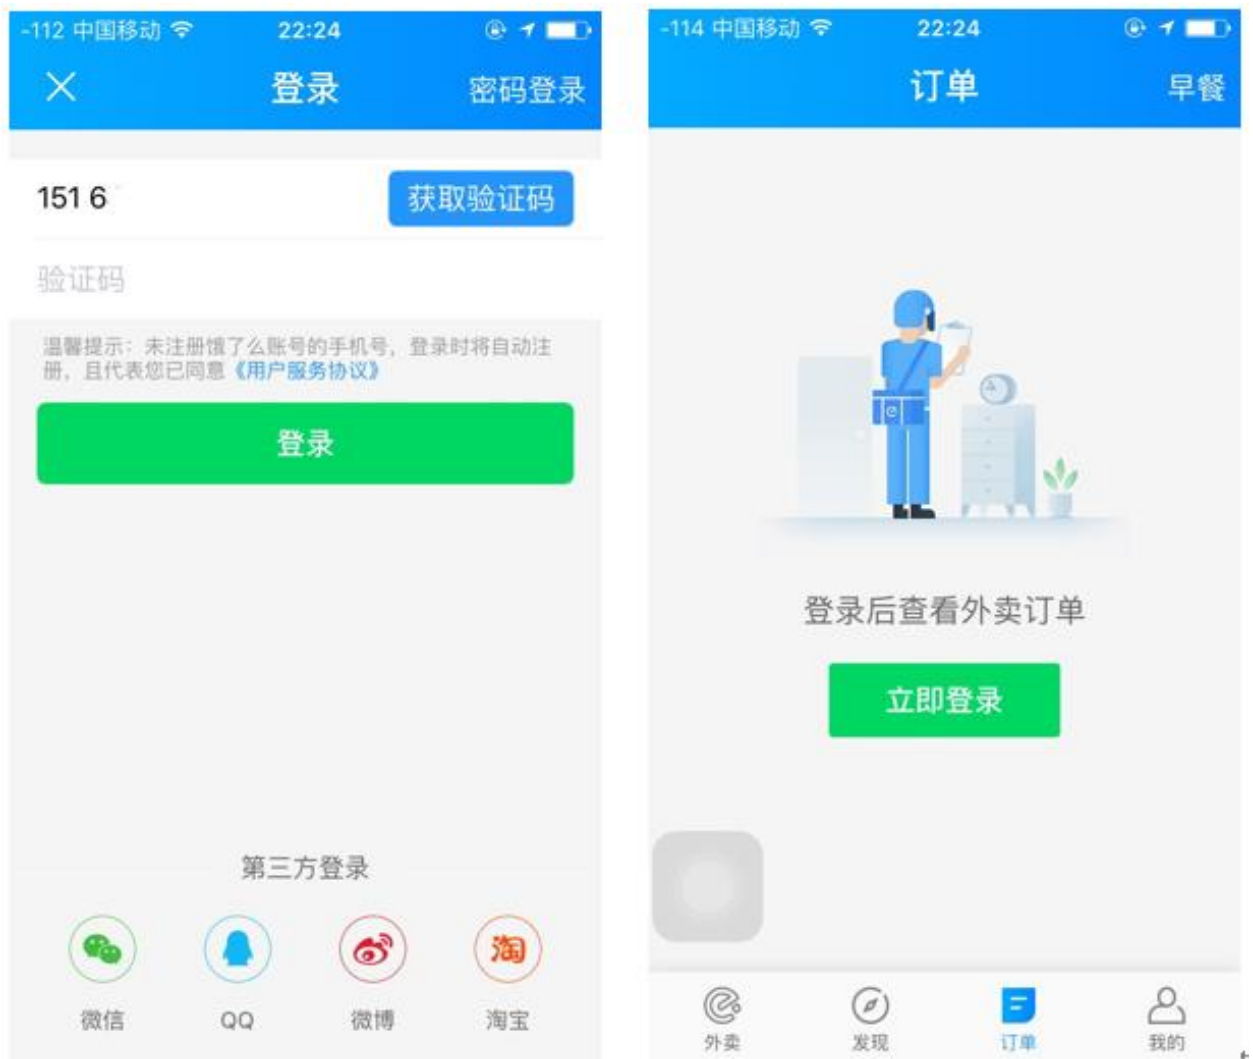 -112 中国移动
22:24
登录
密码登录
151 6
获取验证码
验证码
温馨提示：未注册饿了么账号的手机号，登录时将自动注
册，且代表您已同意《用户服务协议》
登录
第三方登录
微信
QQ
微博
淘
淘宝
-114 中国移动
22:24
订单
早餐
登录后查看外卖订单
立即登录
外卖
发现
订单
我的